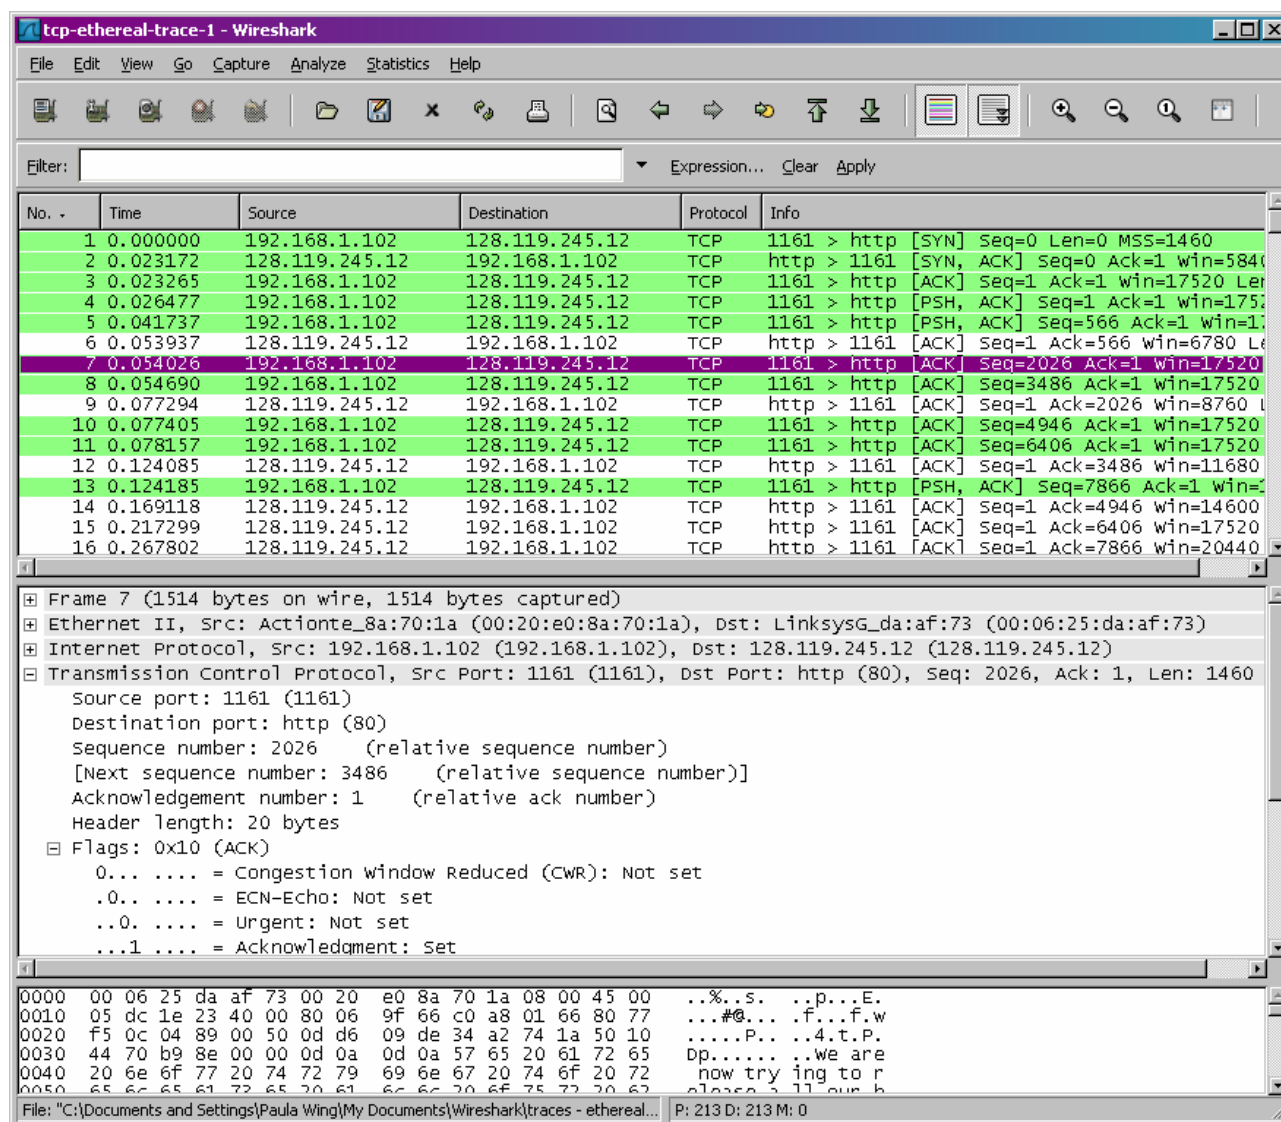 tcp-ethereal-trace-1 - Wireshark
File Edit View Go Capture Analyze Statistics Help
Filter: Expression... Clear Apply
No. Time Source Destination Protocol Info
1 0.000000 192.168.1.102 128.119.245.12 TCP 1161 > http [SYN] Seq=0 Len=0 MSS=1460
2 0.023172 128.119.245.12 192.168.1.102 TCP http > 1161 [SYN, ACK] Seq=0 Ack=1 Win=5840
3 0.023265 192.168.1.102 128.119.245.12 TCP 1161 > http [ACK] Seq=1 Ack=1 Win=17520 Len
4 0.026477 192.168.1.102 128.119.245.12 TCP 1161 > http [PSH, ACK] Seq=1 Ack=1 Win=1752
5 0.041737 192.168.1.102 128.119.245.12 TCP 1161 > http [PSH, ACK] Seq=566 Ack=1 Win=1
6 0.053937 128.119.245.12 192.168.1.102 TCP http > 1161 [ACK] Seq=1 Ack=566 Win=6780 Le
7 0.054026 192.168.1.102 128.119.245.12 TCP 1161 > http [ACK] Seq=2026 Ack=1 Win=17520
8 0.054690 192.168.1.102 128.119.245.12 TCP 1161 > http [ACK] Seq=3486 Ack=1 Win=17520
9 0.077294 128.119.245.12 192.168.1.102 TCP http > 1161 [ACK] Seq=1 Ack=2026 Win=8760
10 0.077405 192.168.1.102 128.119.245.12 TCP 1161 > http [ACK] Seq=4946 Ack=1 Win=17520
11 0.078157 192.168.1.102 128.119.245.12 TCP 1161 > http [ACK] Seq=6406 Ack=1 Win=17520
12 0.124085 128.119.245.12 192.168.1.102 TCP http > 1161 [ACK] Seq=1 Ack=3486 Win=11680
13 0.124185 192.168.1.102 128.119.245.12 TCP 1161 > http [PSH, ACK] Seq=7866 Ack=1 Win=1
14 0.169118 128.119.245.12 192.168.1.102 TCP http > 1161 [ACK] Seq=1 Ack=4946 Win=14600
15 0.217299 128.119.245.12 192.168.1.102 TCP http > 1161 [ACK] Seq=1 Ack=6406 Win=17520
16 0.267802 128.119.245.12 192.168.1.102 TCP http > 1161 [ACK] Seq=1 Ack=7866 Win=20440
Frame 7 (1514 bytes on wire, 1514 bytes captured)
Ethernet II, Src: Actionte_8a:70:1a (00:20:e0:8a:70:1a), Dst: LinksysG_da:af:73 (00:06:25:da:af:73)
Internet Protocol, Src: 192.168.1.102 (192.168.1.102), Dst: 128.119.245.12 (128.119.245.12)
Transmission Control Protocol, Src Port: 1161 (1161), Dst Port: http (80), Seq: 2026, Ack: 1, Len: 1460
Source port: 1161 (1161)
Destination port: http (80)
Sequence number: 2026 (relative sequence number)
[Next sequence number: 3486 (relative sequence number)]
Acknowledgement number: 1 (relative ack number)
Header length: 20 bytes
Flags: 0x10 (ACK)
0... .... = Congestion Window Reduced (CWR): Not set
.0.. .... = ECN-Echo: Not set
..0. .... = Urgent: Not set
...1 .... = Acknowledgment: Set
0000 00 06 25 da af 73 00 20 e0 8a 70 1a 08 00 45 00 ..%..s. ..p...E.
0010 05 dc 1e 23 40 00 80 06 9f 66 c0 a8 01 66 80 77 ...#@... .f...f.w
0020 f5 0c 04 89 00 50 0d d6 09 de 34 a2 74 1a 50 10 .....P.. ..4.t.P.
0030 44 70 b9 8e 00 00 0d 0a 0d 0a 57 65 20 61 72 65 Dp...... ..We are
0040 20 6e 6f 77 20 74 72 79 69 6e 67 20 74 6f 20 72 now try ing to r
0050 65 6c 65 61 73 65 20 61 6c 6c 20 6f 75 72 20 62 elease a ll our b
File: "C:\Documents and Settings\Paula Wing\My Documents\Wireshark\traces - ethereal... P: 213 D: 213 M: 0